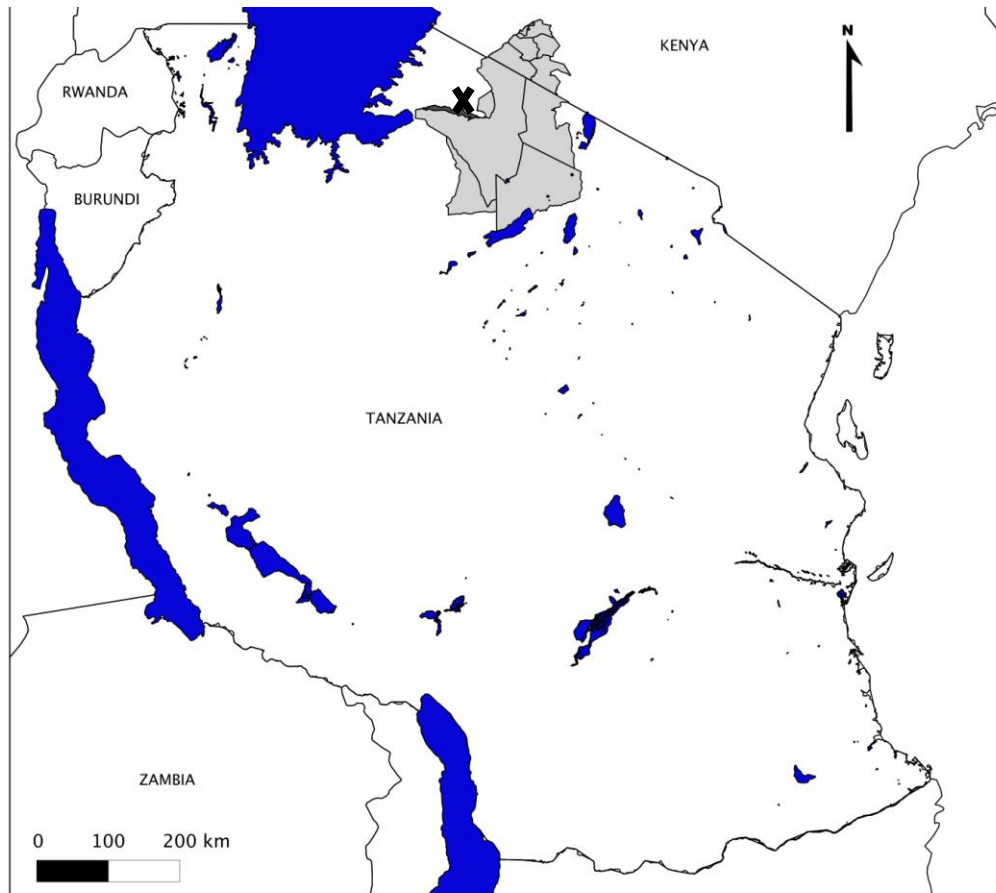 KENYA
N
RWANDA
BURUNDI
TANZANIA
ZAMBIA
0 100 200 km